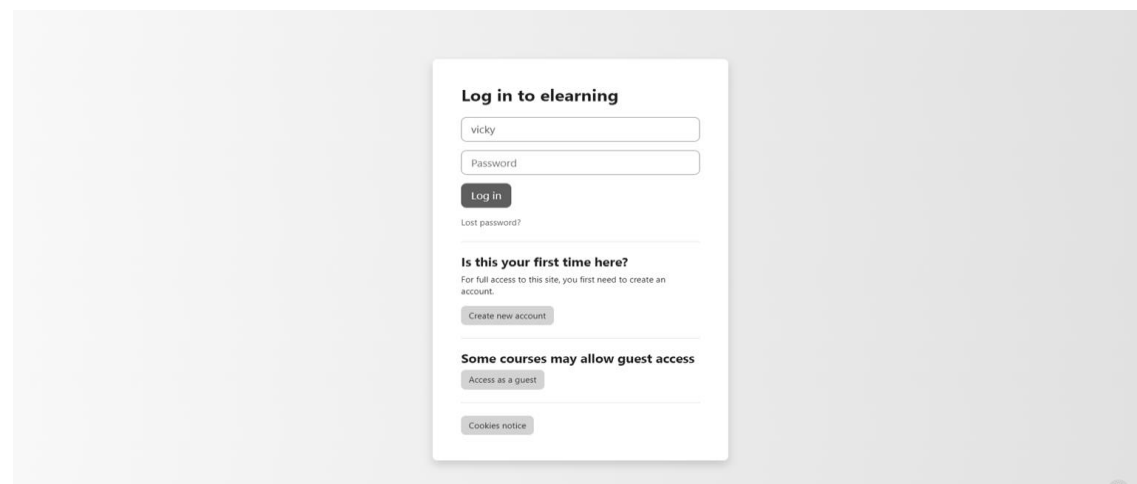 Log in to elearning
vicky
Password
Log in
Lost password?
Is this your first time here?
For full access to this site, you first need to create an
account.
Create new account
Some courses may allow guest access
Access as a guest
Cookies notice